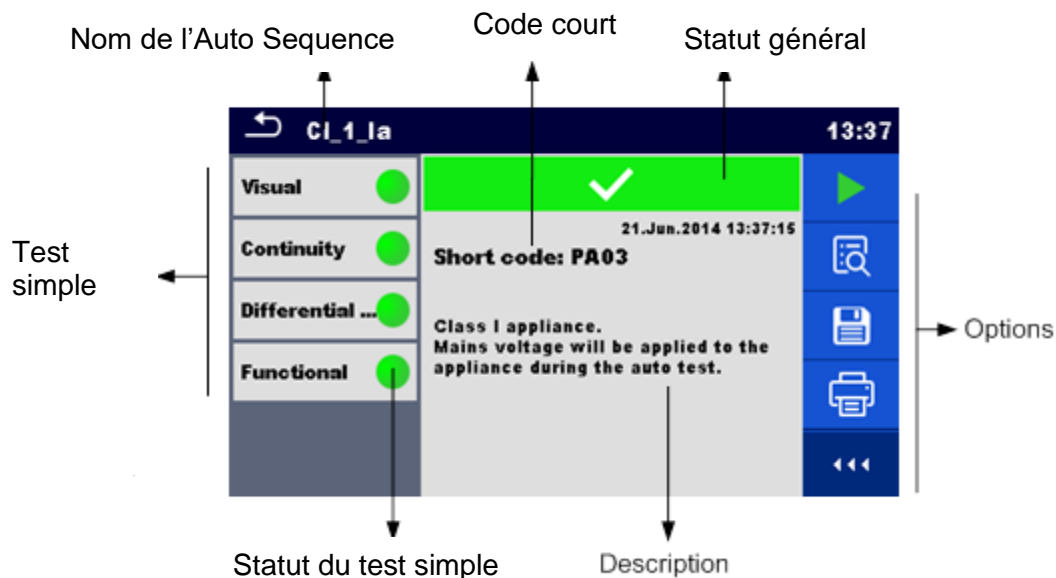 Nom de l'Auto Sequence
Code court
Statut général
Cl_1_Ia
13:37
Visual
Continuity
Differential ...
Functional
21.Jun.2014 13:37:15
Short code: PA03
Class I appliance.
Mains voltage will be applied to the
appliance during the auto test.
Test
simple
Options
Statut du test simple
Description